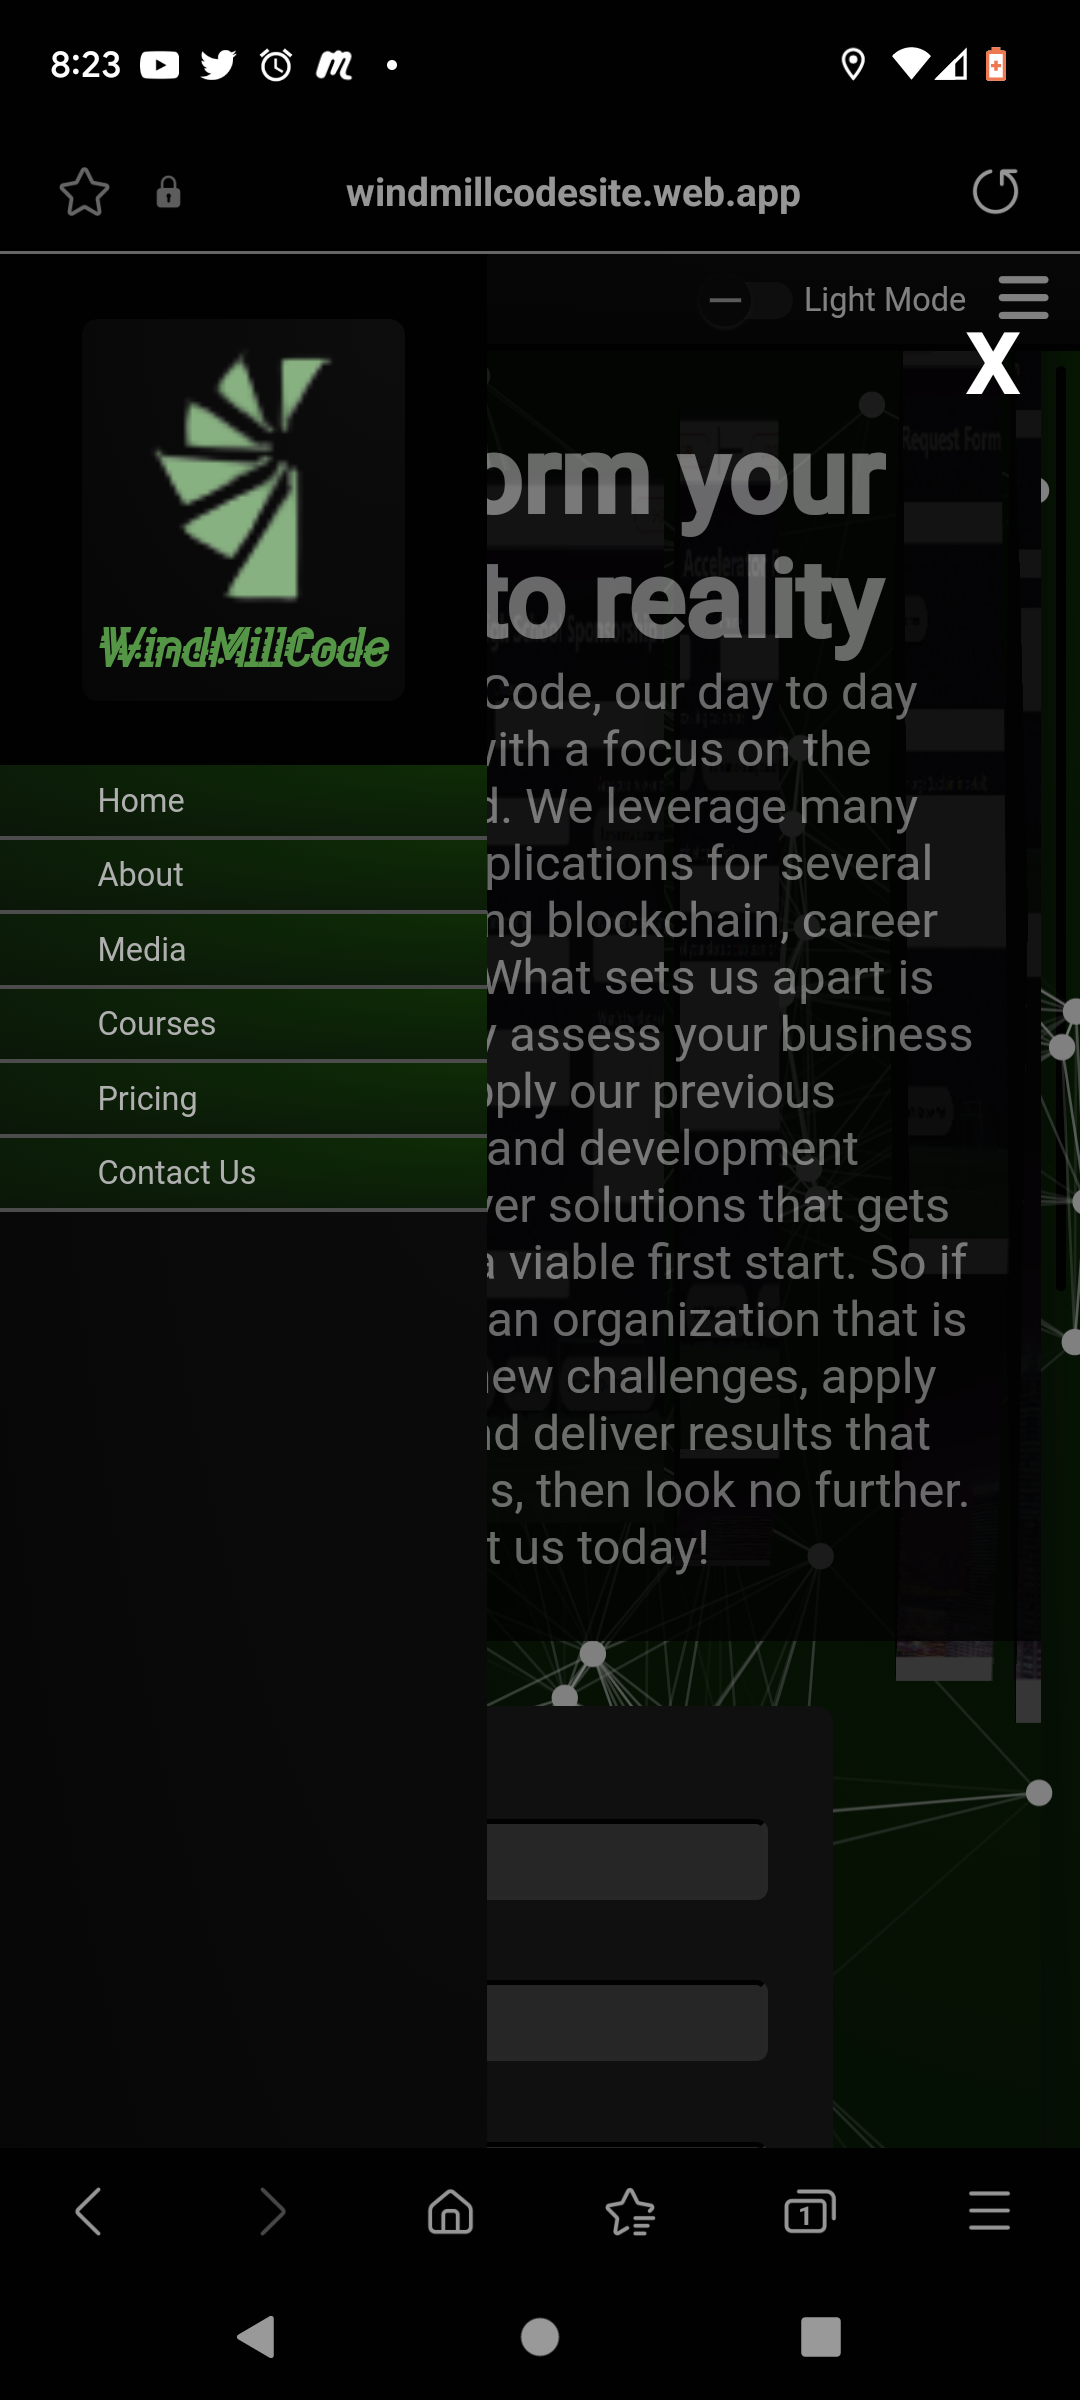 8:23
windmillcodesite.web.app
Light Mode
X
WindMillCode
Home
About
Media
Courses
Pricing
Contact Us
orm your
to reality
Code, our day to day
with a focus on the
d. We leverage many
plications for several
ng blockchain, career
What sets us apart is
y assess your business
pply our previous
and development
ver solutions that gets
a viable first start. So if
an organization that is
new challenges, apply
nd deliver results that
s, then look no further.
t us today!
Request Form
1